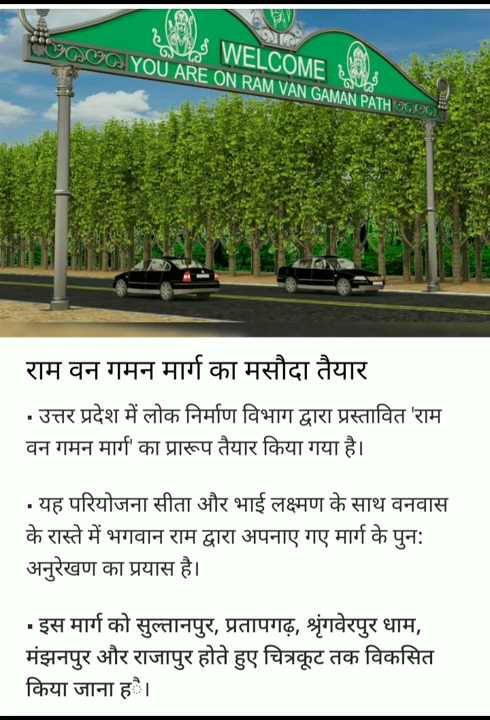 WELCOME
YOU ARE ON RAM VAN GAMAN PATH
राम वन गमन मार्ग का मसौदा तैयार
▪ उत्तर प्रदेश में लोक निर्माण विभाग द्वारा प्रस्तावित 'राम
वन गमन मार्ग' का प्रारूप तैयार किया गया है।
▪ यह परियोजना सीता और भाई लक्ष्मण के साथ वनवास
के रास्ते में भगवान राम द्वारा अपनाए गए मार्ग के पुन:
अनुरेखण का प्रयास है।
▪ इस मार्ग को सुल्तानपुर, प्रतापगढ़, श्रृंगवेरपुर धाम,
मंझनपुर और राजापुर होते हुए चित्रकूट तक विकसित
किया जाना ह◌ै।